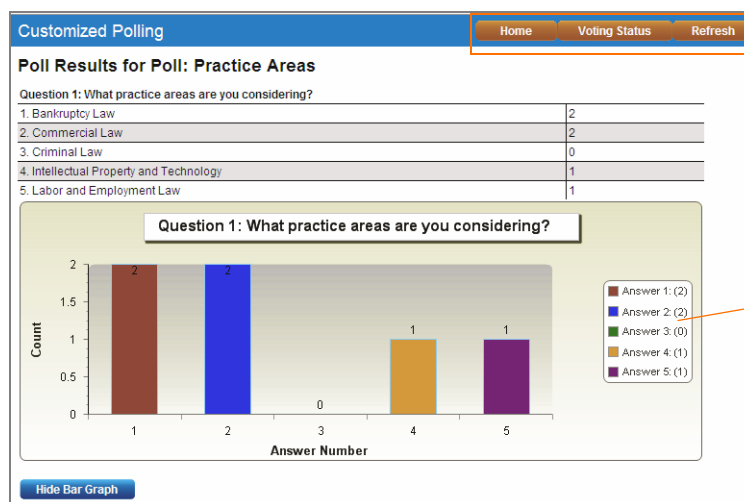 Customized Polling
Home Voting Status Refresh
Poll Results for Poll: Practice Areas
Question 1: What practice areas are you considering?
1. Bankruptcy Law 2
2. Commercial Law 2
3. Criminal Law 0
4. Intellectual Property and Technology 1
5. Labor and Employment Law 1
Question 1: What practice areas are you considering?
2
1.5
1
0.5
0
Count
2 2 0 1 1
1 2 3 4 5
Answer Number
Answer 1: (2)
Answer 2: (2)
Answer 3: (0)
Answer 4: (1)
Answer 5: (1)
Hide Bar Graph